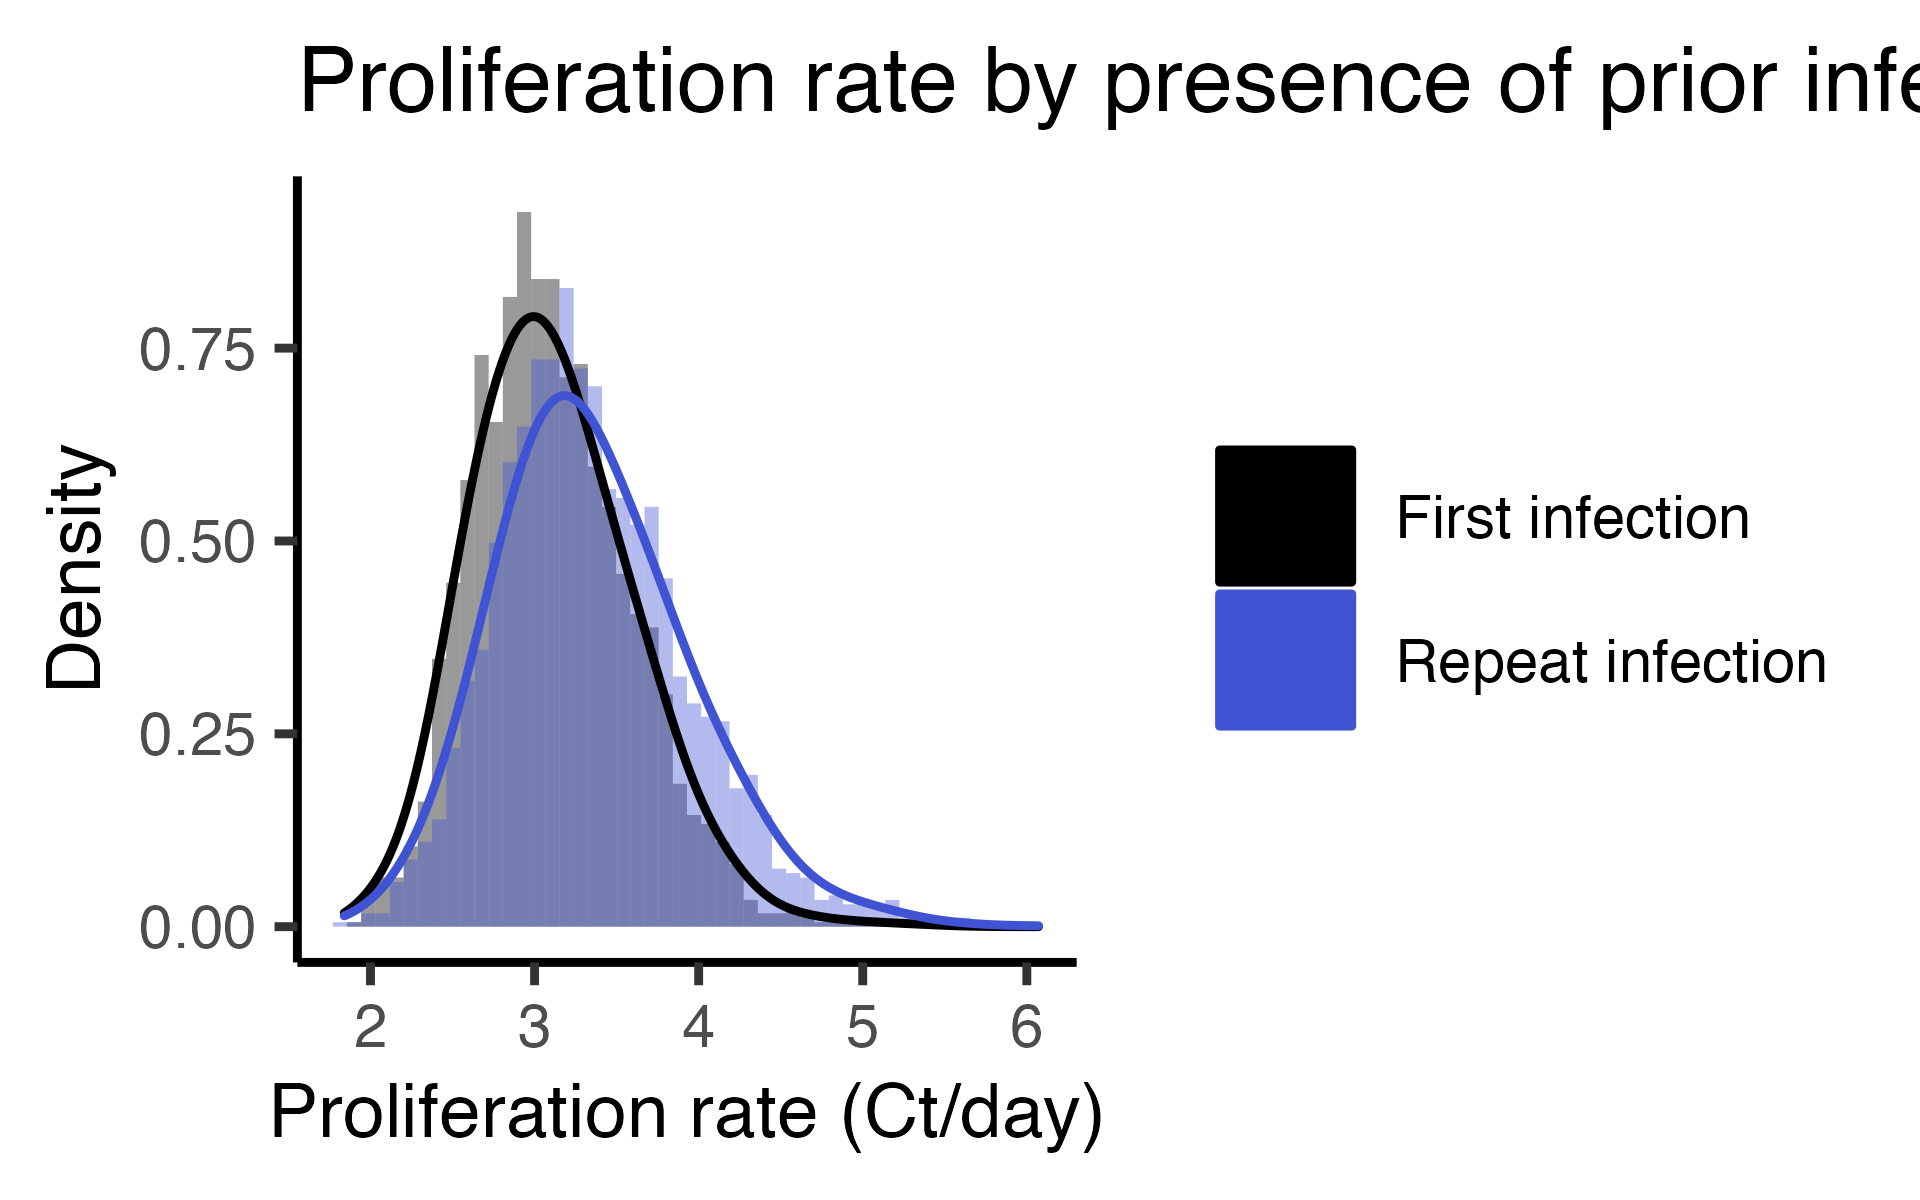 Proliferation rate by presence of prior infe
Density
0.75
0.50
0.25
0.00
2 3 4 5 6
Proliferation rate (Ct/day)
First infection
Repeat infection